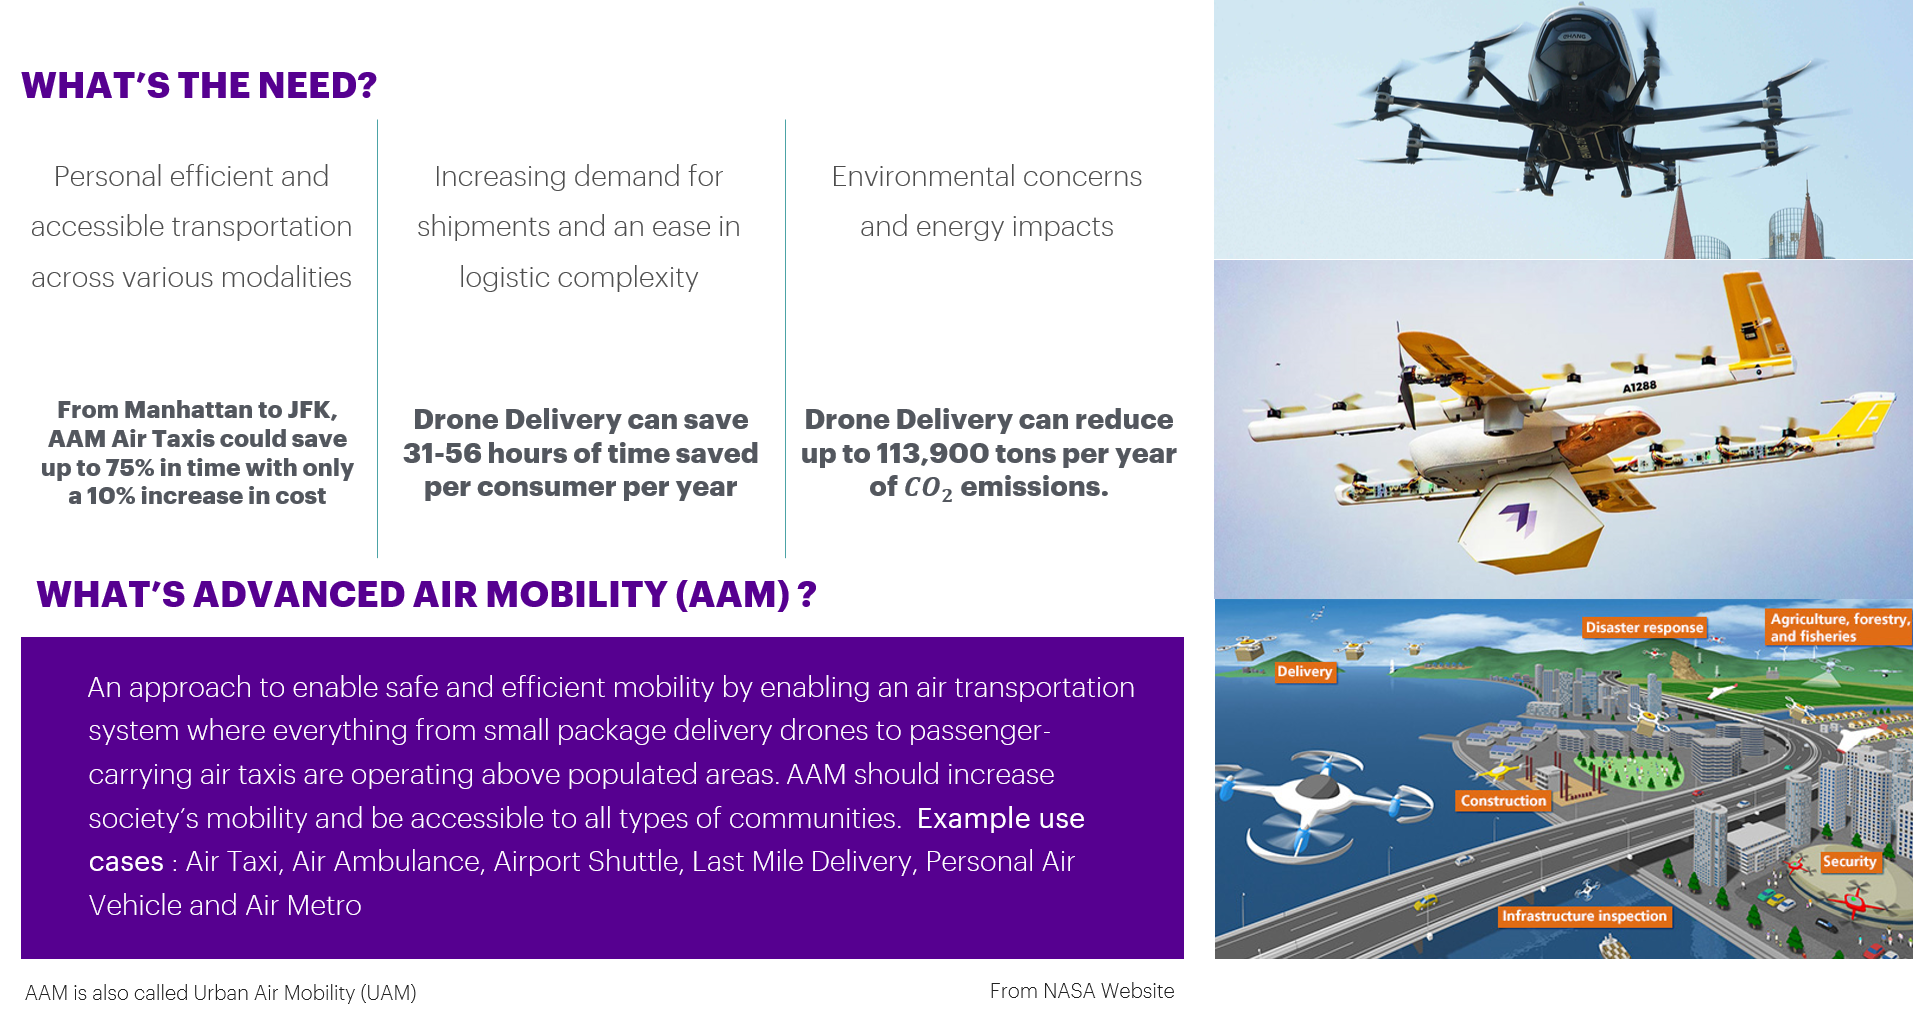 WHAT'S THE NEED?
Personal efficient and
accessible transportation
across various modalities
From Manhattan to JFK,
AAM Air Taxis could save
up to 75% in time with only
a 10% increase in cost
Increasing demand for
shipments and an ease in
logistic complexity
Drone Delivery can save
31-56 hours of time saved
per consumer per year
Environmental concerns
and energy impacts
Drone Delivery can reduce
up to 113,900 tons per year
of CO₂ emissions.
WHAT'S ADVANCED AIR MOBILITY (AAM) ?
An approach to enable safe and efficient mobility by enabling an air transportation
system where everything from small package delivery drones to passenger-
carrying air taxis are operating above populated areas. AAM should increase
society's mobility and be accessible to all types of communities.  Example use
cases : Air Taxi, Air Ambulance, Airport Shuttle, Last Mile Delivery, Personal Air
Vehicle and Air Metro
AAM is also called Urban Air Mobility (UAM)
From NASA Website
EHANG
A1288
Disaster response
Agriculture, forestry,
and fisheries
Delivery
Construction
Security
Infrastructure inspection